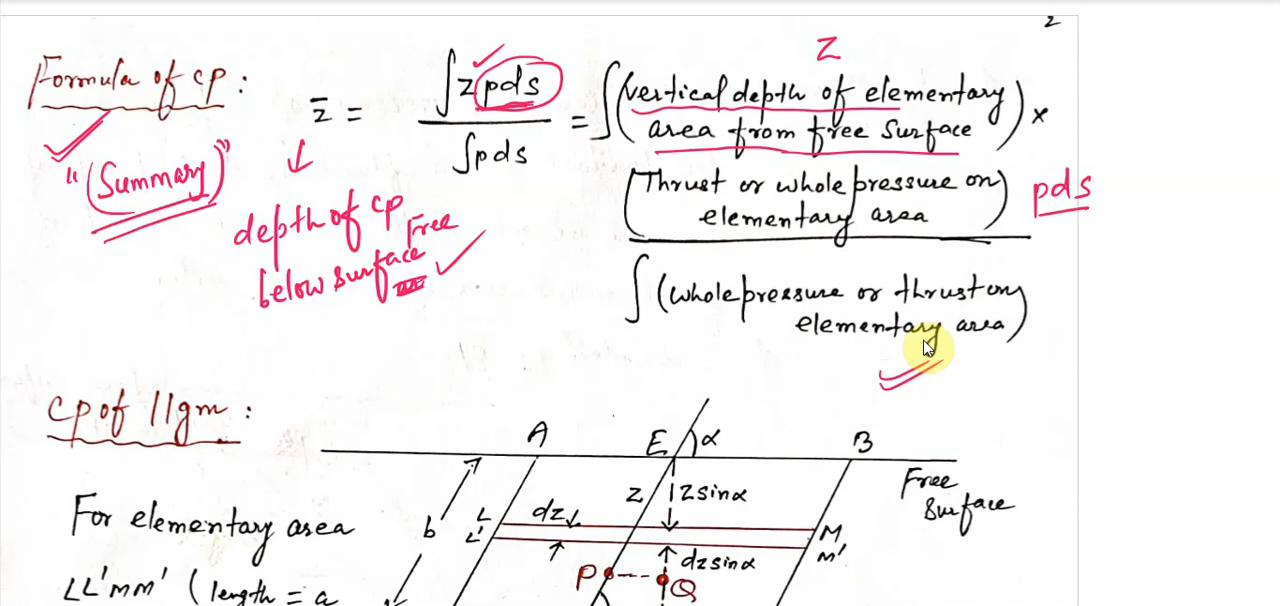 2
Z
Formula of cp :
z̄ = ∫z pds / ∫pds = ∫(vertical depth of elementary area from free surface) ×
(Thrust or whole pressure on elementary area) pds
∫(whole pressure or thrust on elementary area)
"(Summary)"
depth of cp
below Free surface
cp of llgm :
A E α B
Free surface
z zsinα
dz
b
L M
L' M'
dzsinα
P Q
For elementary area
LL'MM' (length = a